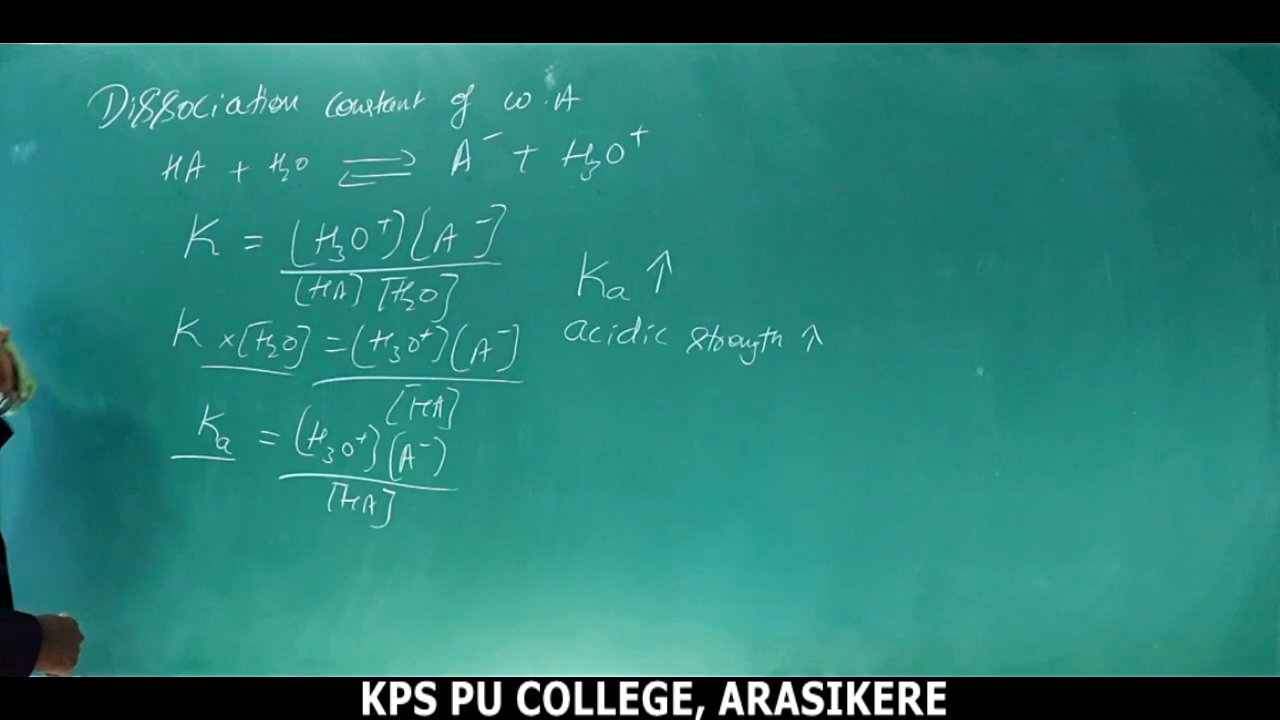 Dissociation constant of w.A
HA + H₂O ⇌ A⁻ + H₃O⁺
K = (H₃O⁺)(A⁻]
[HA] [H₂O]
K × [H₂O] = (H₃O⁺)(A⁻]
[HA]
Ka = (H₃O⁺)(A⁻)
[HA]
Ka ↑
acidic strength ↑
KPS PU COLLEGE, ARASIKERE